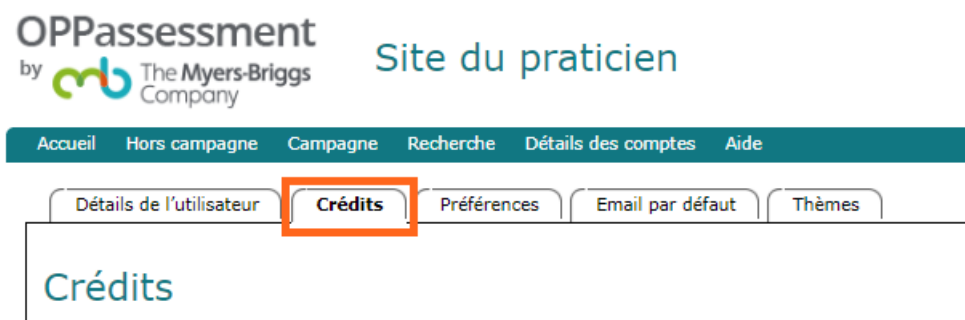 OPPassessment
by The Myers-Briggs
Company
Site du praticien
Accueil Hors campagne Campagne Recherche Détails des comptes Aide
Détails de l'utilisateur Crédits Préférences Email par défaut Thèmes
Crédits